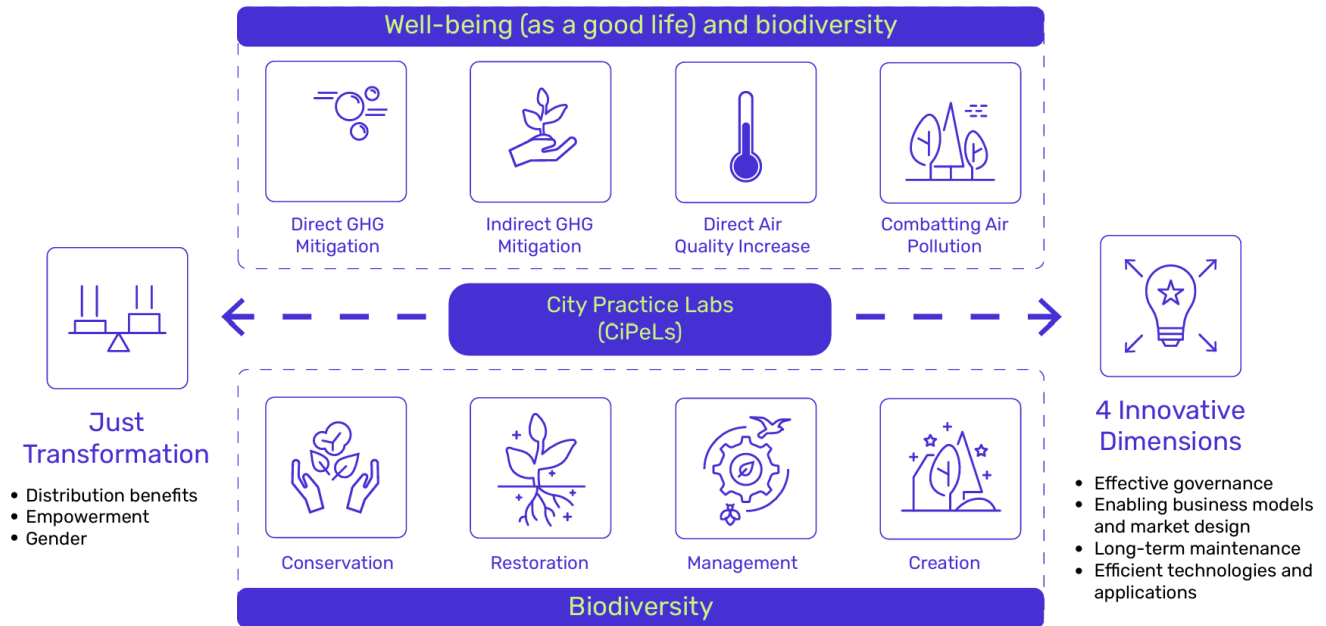 Well-being (as a good life) and biodiversity
Direct GHG
Mitigation
Indirect GHG
Mitigation
Direct Air
Quality Increase
Combatting Air
Pollution
City Practice Labs
(CiPeLs)
Just
Transformation
• Distribution benefits
• Empowerment
• Gender
4 Innovative
Dimensions
• Effective governance
• Enabling business models
and market design
• Long-term maintenance
• Efficient technologies and
applications
Conservation
Restoration
Management
Creation
Biodiversity